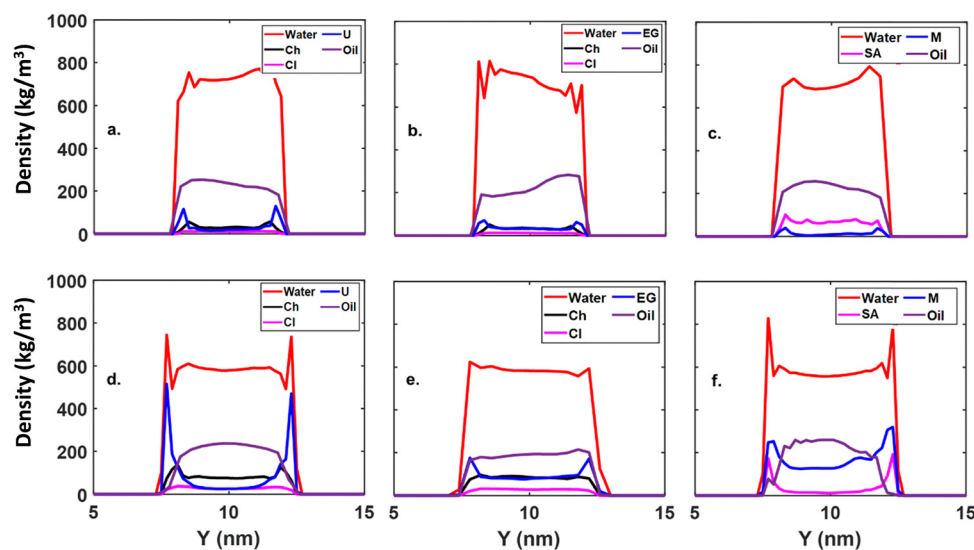 1000
800
600
400
200
0
Density (kg/m³)
Water U
Ch Oil
Cl
a.
Water EG
Ch Oil
Cl
b.
Water M
SA Oil
c.
1000
800
600
400
200
0
Density (kg/m³)
Water U
Ch Oil
Cl
d.
Water EG
Ch Oil
Cl
e.
Water M
SA Oil
f.
5 10 15
5 10 15
5 10 15
Y (nm)
Y (nm)
Y (nm)